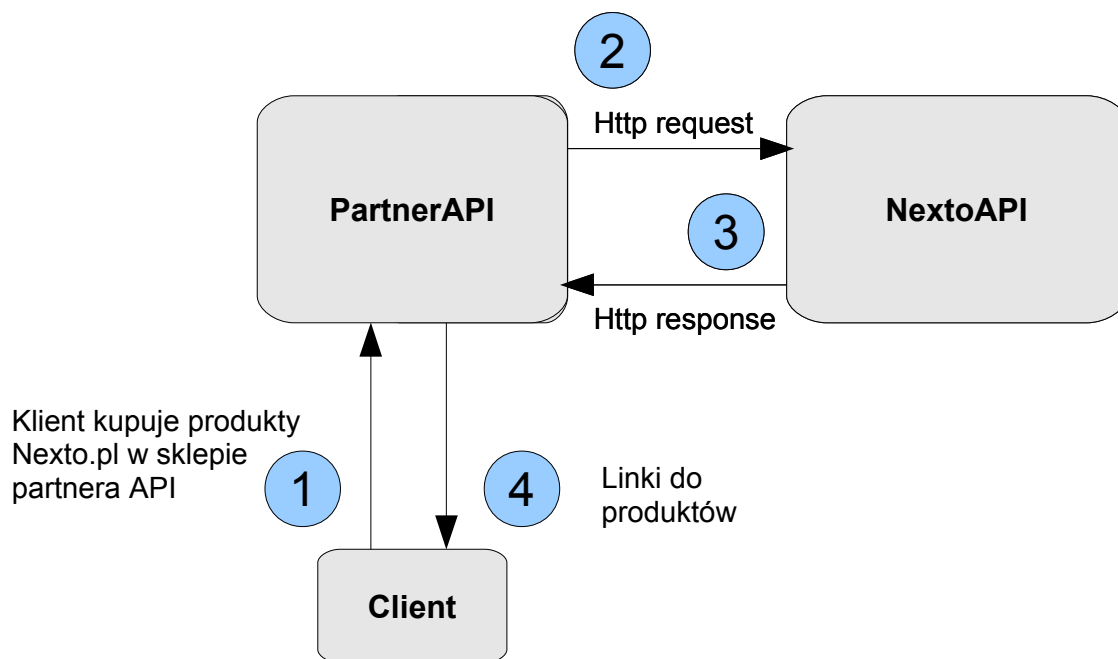 2
Http request
PartnerAPI
NextoAPI
3
Http response
Klient kupuje produkty
Nexto.pl w sklepie
partnera API
1
4
Linki do
produktów
Client